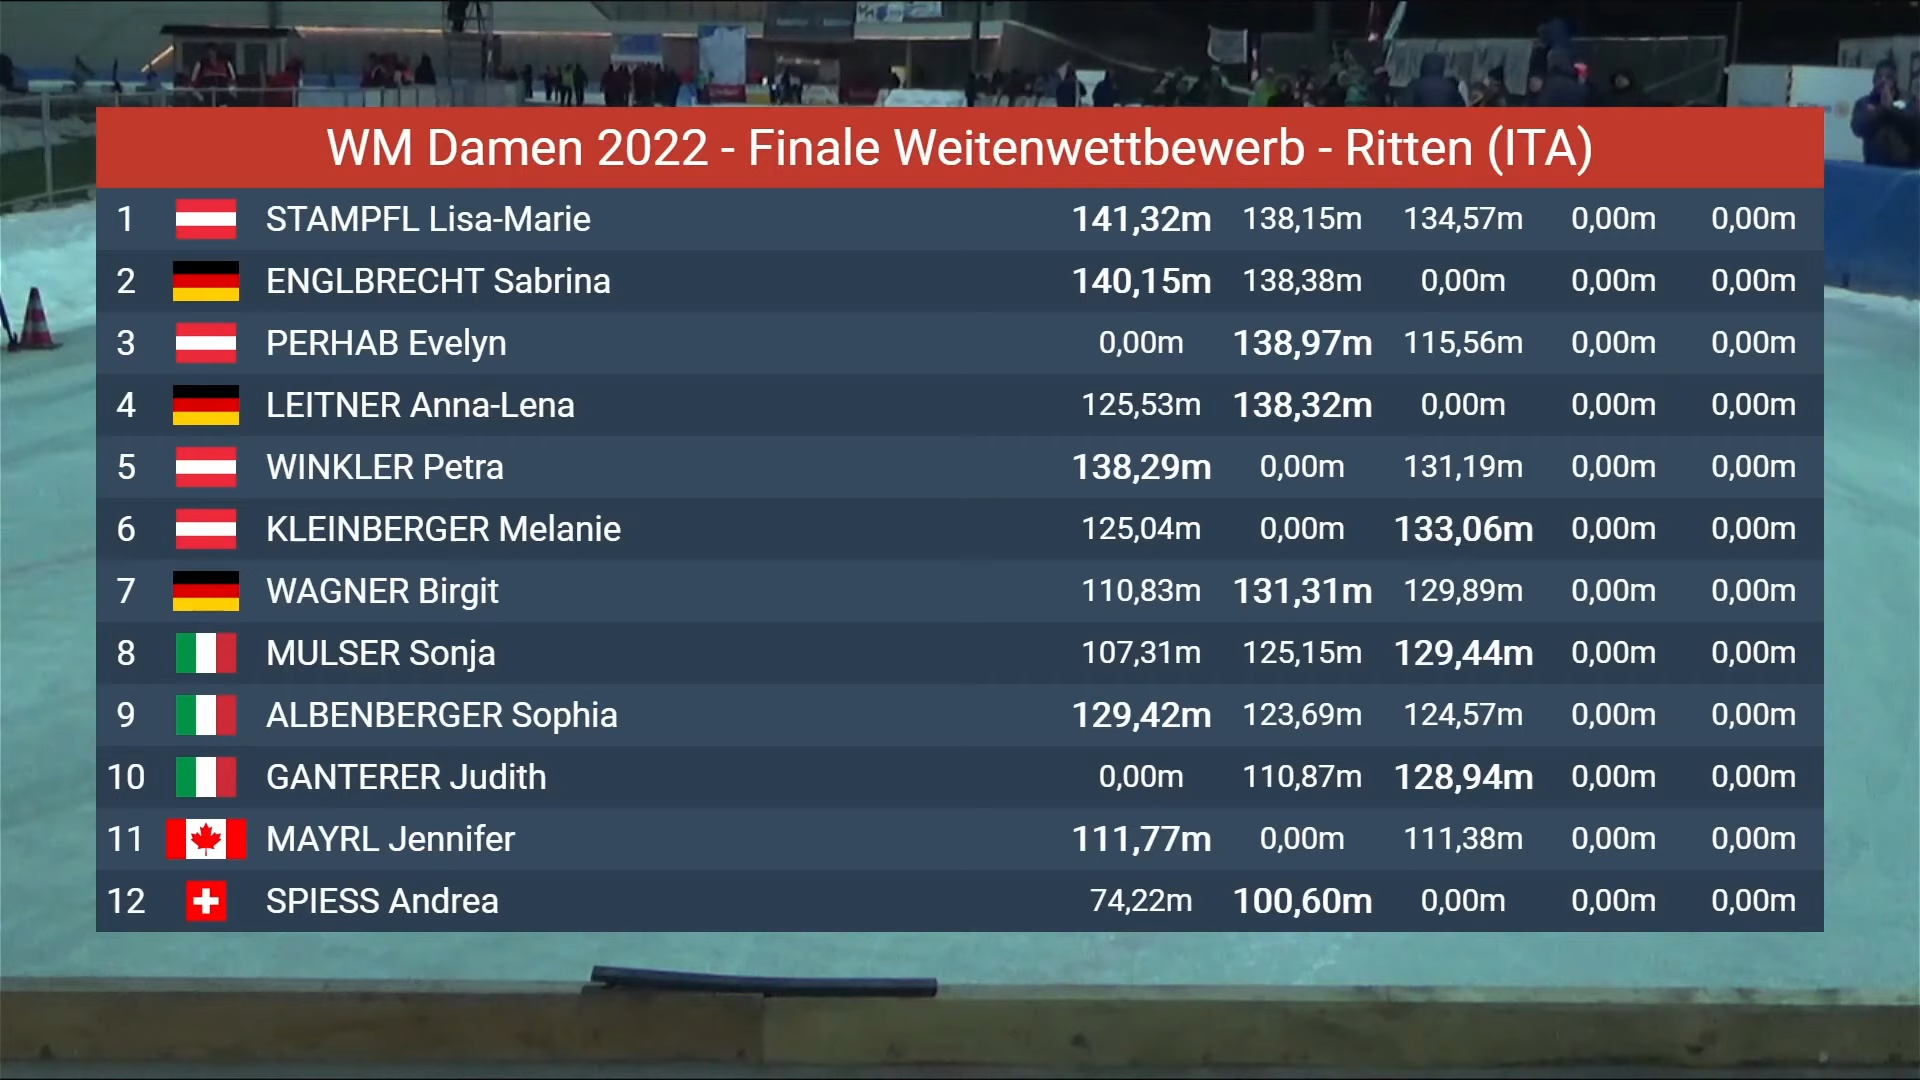 WM Damen 2022 - Finale Weitenwettbewerb - Ritten (ITA)
1 STAMPFL Lisa-Marie 141,32m 138,15m 134,57m 0,00m 0,00m
2 ENGLBRECHT Sabrina 140,15m 138,38m 0,00m 0,00m 0,00m
3 PERHAB Evelyn 0,00m 138,97m 115,56m 0,00m 0,00m
4 LEITNER Anna-Lena 125,53m 138,32m 0,00m 0,00m 0,00m
5 WINKLER Petra 138,29m 0,00m 131,19m 0,00m 0,00m
6 KLEINBERGER Melanie 125,04m 0,00m 133,06m 0,00m 0,00m
7 WAGNER Birgit 110,83m 131,31m 129,89m 0,00m 0,00m
8 MULSER Sonja 107,31m 125,15m 129,44m 0,00m 0,00m
9 ALBENBERGER Sophia 129,42m 123,69m 124,57m 0,00m 0,00m
10 GANTERER Judith 0,00m 110,87m 128,94m 0,00m 0,00m
11 MAYRL Jennifer 111,77m 0,00m 111,38m 0,00m 0,00m
12 SPIESS Andrea 74,22m 100,60m 0,00m 0,00m 0,00m